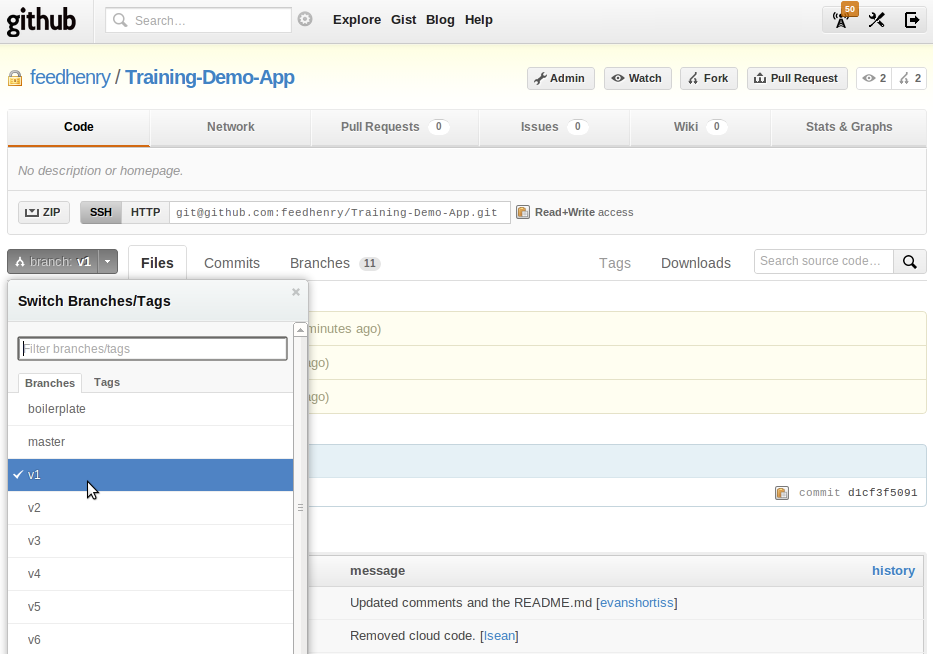 github Search… Explore Gist Blog Help 50
feedhenry / Training-Demo-App Admin Watch Fork Pull Request 2 2
Code Network Pull Requests 0 Issues 0 Wiki 0 Stats & Graphs
No description or homepage.
ZIP SSH HTTP git@github.com:feedhenry/Training-Demo-App.git Read+Write access
branch: v1 Files Commits Branches 11 Tags Downloads Search source code…
Switch Branches/Tags ×
minutes ago)
Filter branches/tags
ago)
Branches Tags
ago)
boilerplate
master
v1
commit d1cf3f5091
v2
v3
message history
v4
Updated comments and the README.md [evanshortiss]
v5
Removed cloud code. [lsean]
v6